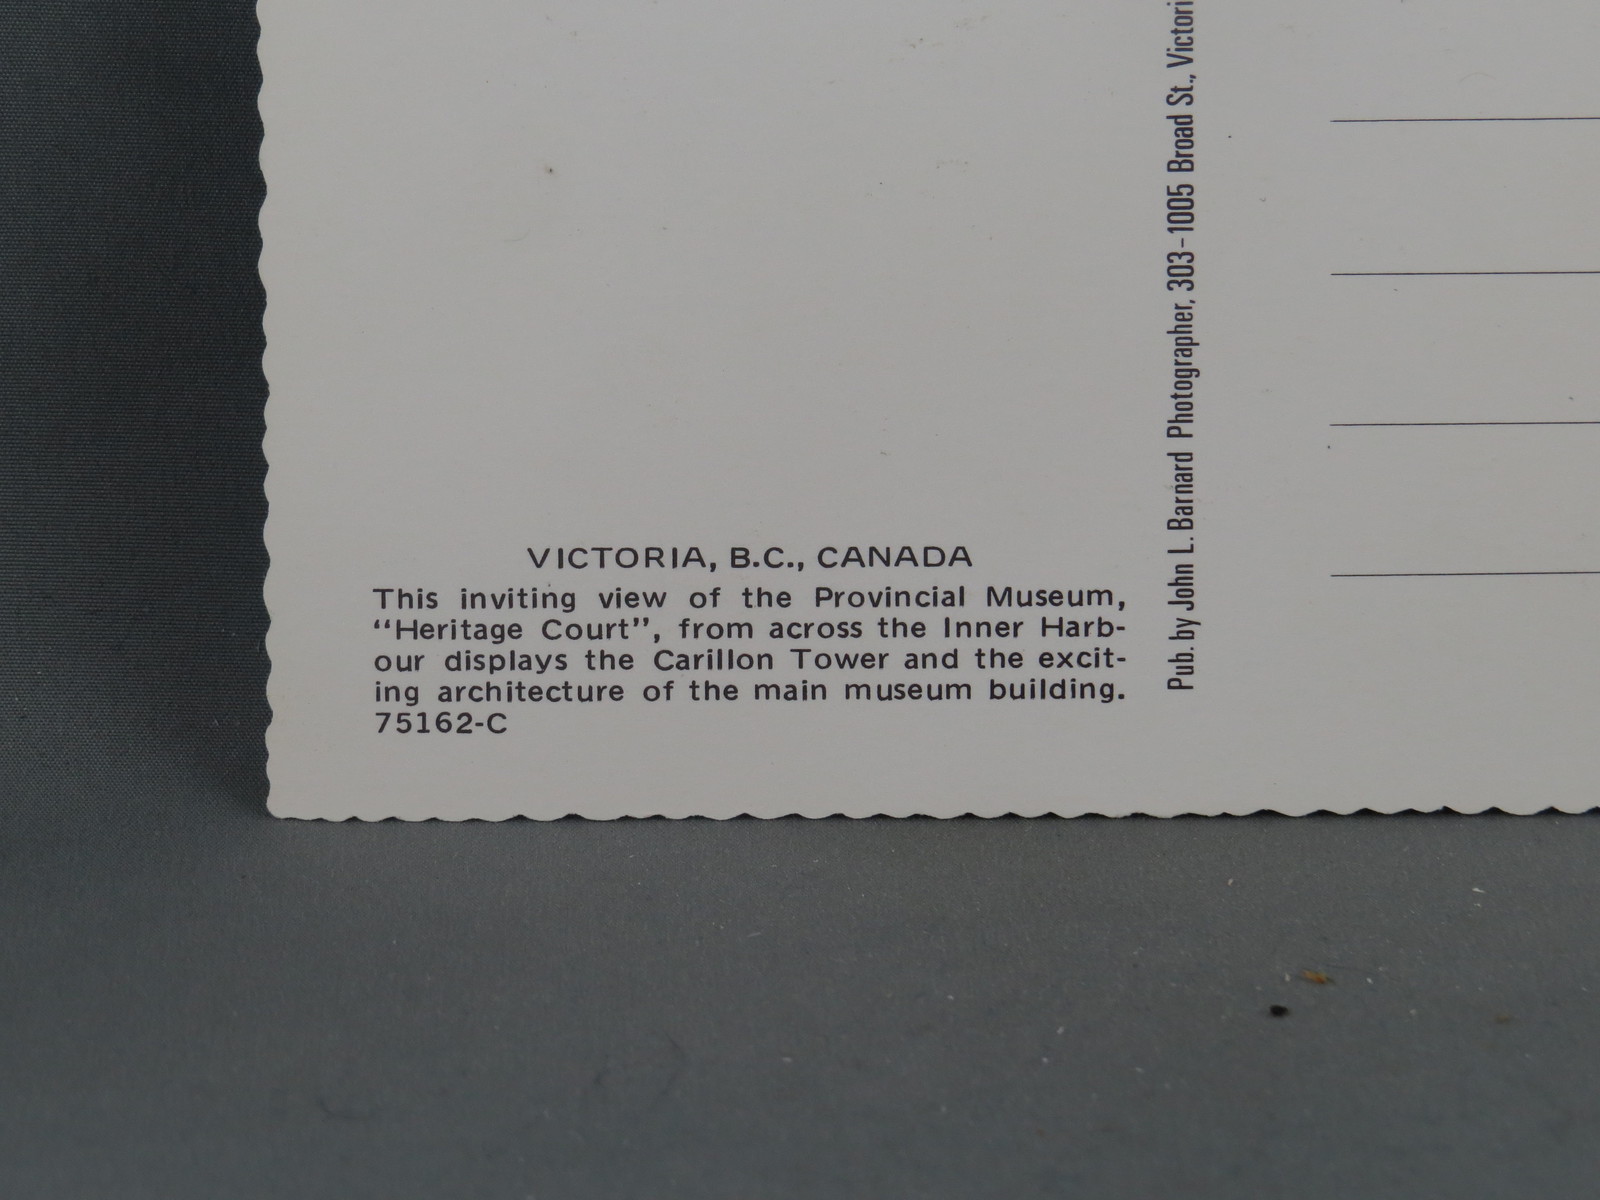 VICTORIA, B.C., CANADA
This inviting view of the Provincial Museum,
“Heritage Court”, from across the Inner Harb-
our displays the Carillon Tower and the excit-
ing architecture of the main museum building.
75162-C
Pub. by John L. Barnard Photographer, 303-1005 Broad St., Victori